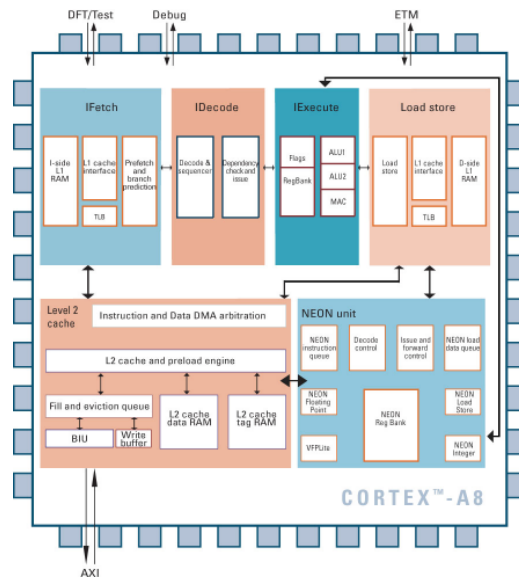 DFT/Test
Debug
ETM
IFetch
IDecode
IExecute
Load store
I-side
L1
RAM
L1 cache
interface
TLB
Prefetch
and
branch
prediction
Decode &
sequencer
Dependency
check and
issue
Flags
RegBank
ALU1
ALU2
MAC
Load
store
L1 cache
interface
TLB
D-side
L1
RAM
Level 2
cache
Instruction and Data DMA arbitration
L2 cache and preload engine
Fill and eviction queue
BIU
Write
buffer
L2 cache
data RAM
L2 cache
tag RAM
NEON unit
NEON
instruction
queue
Decode
control
Issue and
forward
control
NEON load
data queue
NEON
Floating
Point
NEON
Reg Bank
NEON
Load
Store
VFPLite
NEON
Integer
CORTEX™-A8
AXI